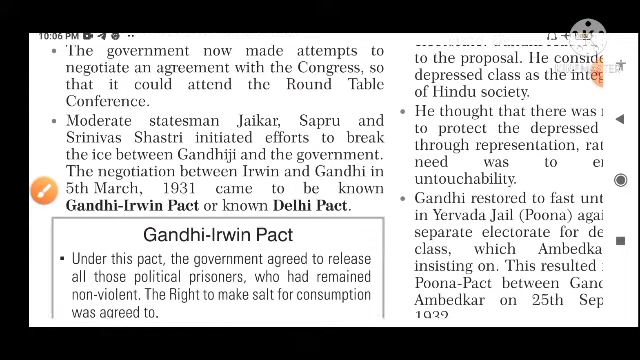 10:06 PM
The government now made attempts to
negotiate an agreement with the Congress, so
that it could attend the Round Table
Conference.
Moderate statesman Jaikar, Sapru and
Srinivas Shastri initiated efforts to break
the ice between Gandhiji and the government.
The negotiation between Irwin and Gandhi in
5th March, 1931 came to be known
Gandhi-Irwin Pact or known Delhi Pact.
Gandhi-Irwin Pact
Under this pact, the government agreed to release
all those political prisoners, who had remained
non-violent. The Right to make salt for consumption
was agreed to.
to the proposal. He conside
depressed class as the integ
of Hindu society.
He thought that there was
to protect the depressed
through representation, rat
need was to
untouchability.
Gandhi restored to fast unt
in Yervada Jail (Poona) agai
separate electorate for de
class, which Ambedka
insisting on. This resulted
Poona-Pact between Gand
Ambedkar on 25th Sep
1932.